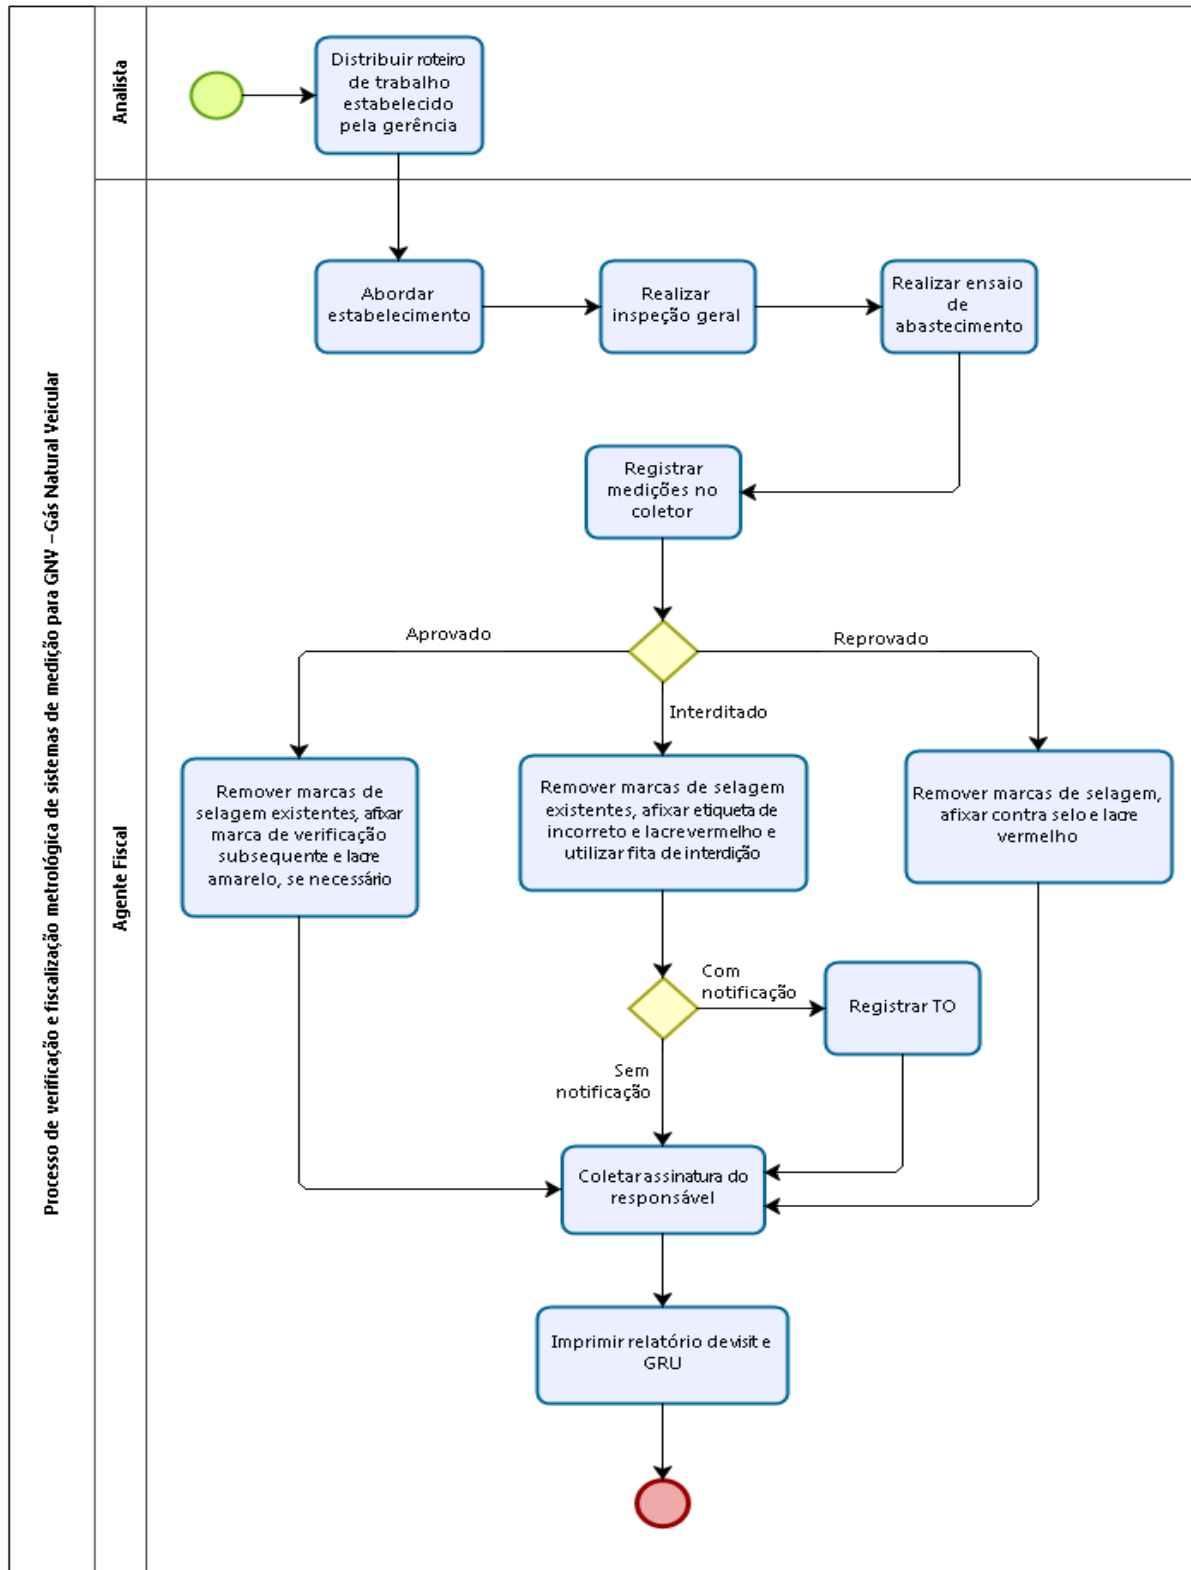 Processo de verificação e fiscalização metrológica de sistemas de medição para GNV – Gás Natural Veicular
Analista
Distribuir roteiro
de trabalho
estabelecido
pela gerência
Agente Fiscal
Abordar
estabelecimento
Realizar
inspeção geral
Realizar ensaio
de
abastecimento
Registrar
medições no
coletor
Aprovado
Reprovado
Interditado
Remover marcas de
selagem existentes, afixar
marca de verificação
subsequente e lacre
amarelo, se necessário
Remover marcas de selagem
existentes, afixar etiqueta de
incorreto e lacre vermelho e
utilizar fita de interdição
Remover marcas de selagem,
afixar contra selo e lacre
vermelho
Com
notificação
Registrar TO
Sem
notificação
Coletar assinatura do
responsável
Imprimir relatório de visit e
GRU